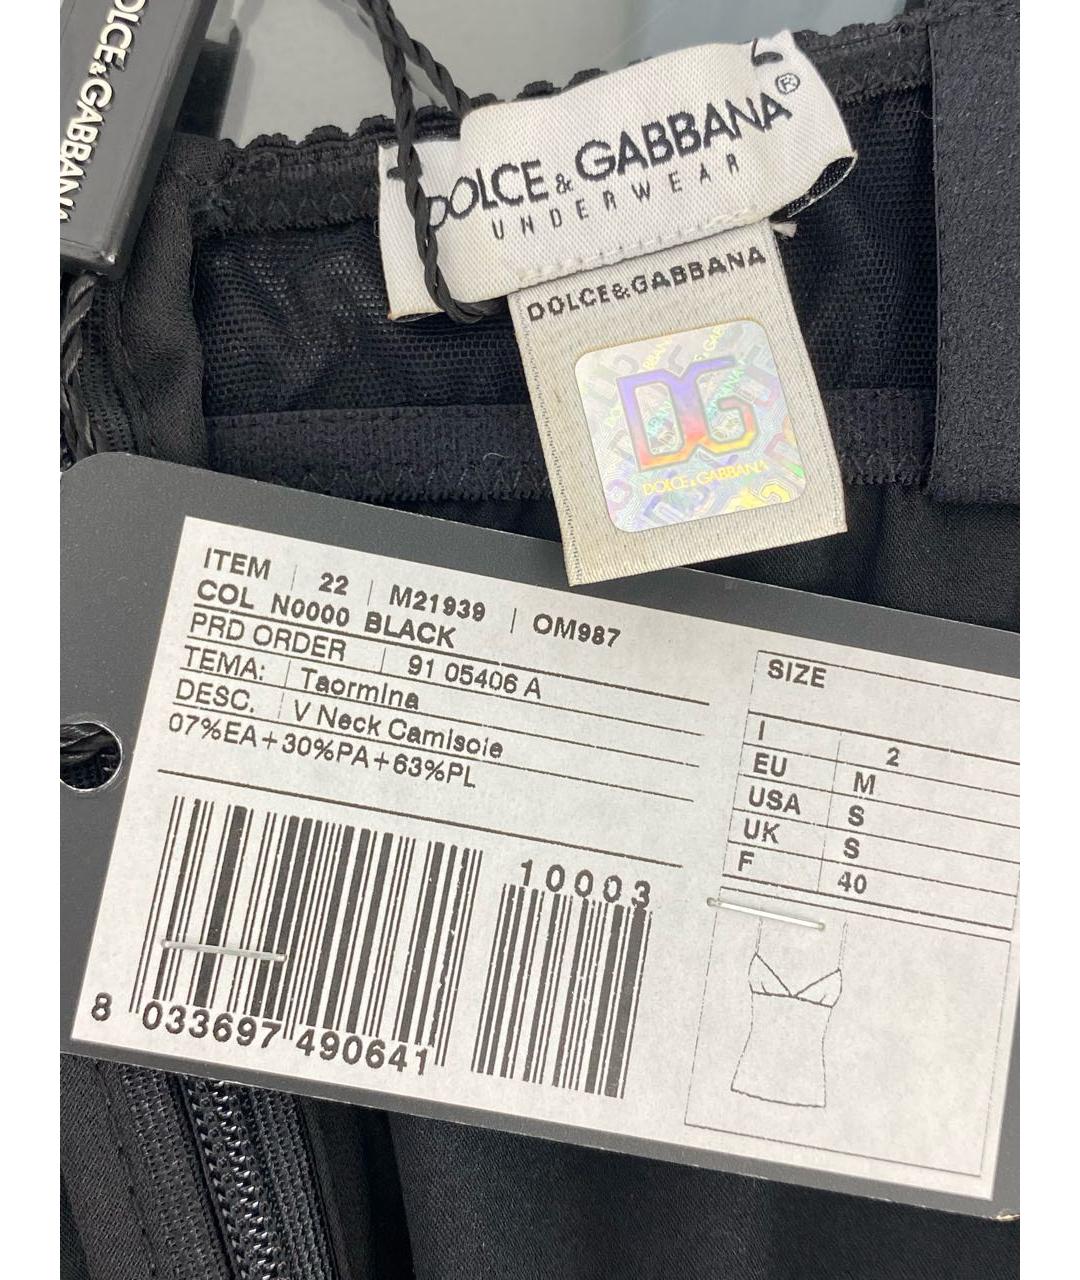 DOLCE&GABBANA
DOLCE&GABBANA®
UNDERWEAR
DOLCE&GABBANA
DG
DOLCE&GABBANA
ITEM 22 M21939 OM987
COL N0000 BLACK
PRD ORDER 91 05406 A
TEMA: Taormina
DESC. V Neck Camisole
07%EA+30%PA+63%PL
SIZE
I 2
EU M
USA S
UK S
F 40
10003
8 033697 490641